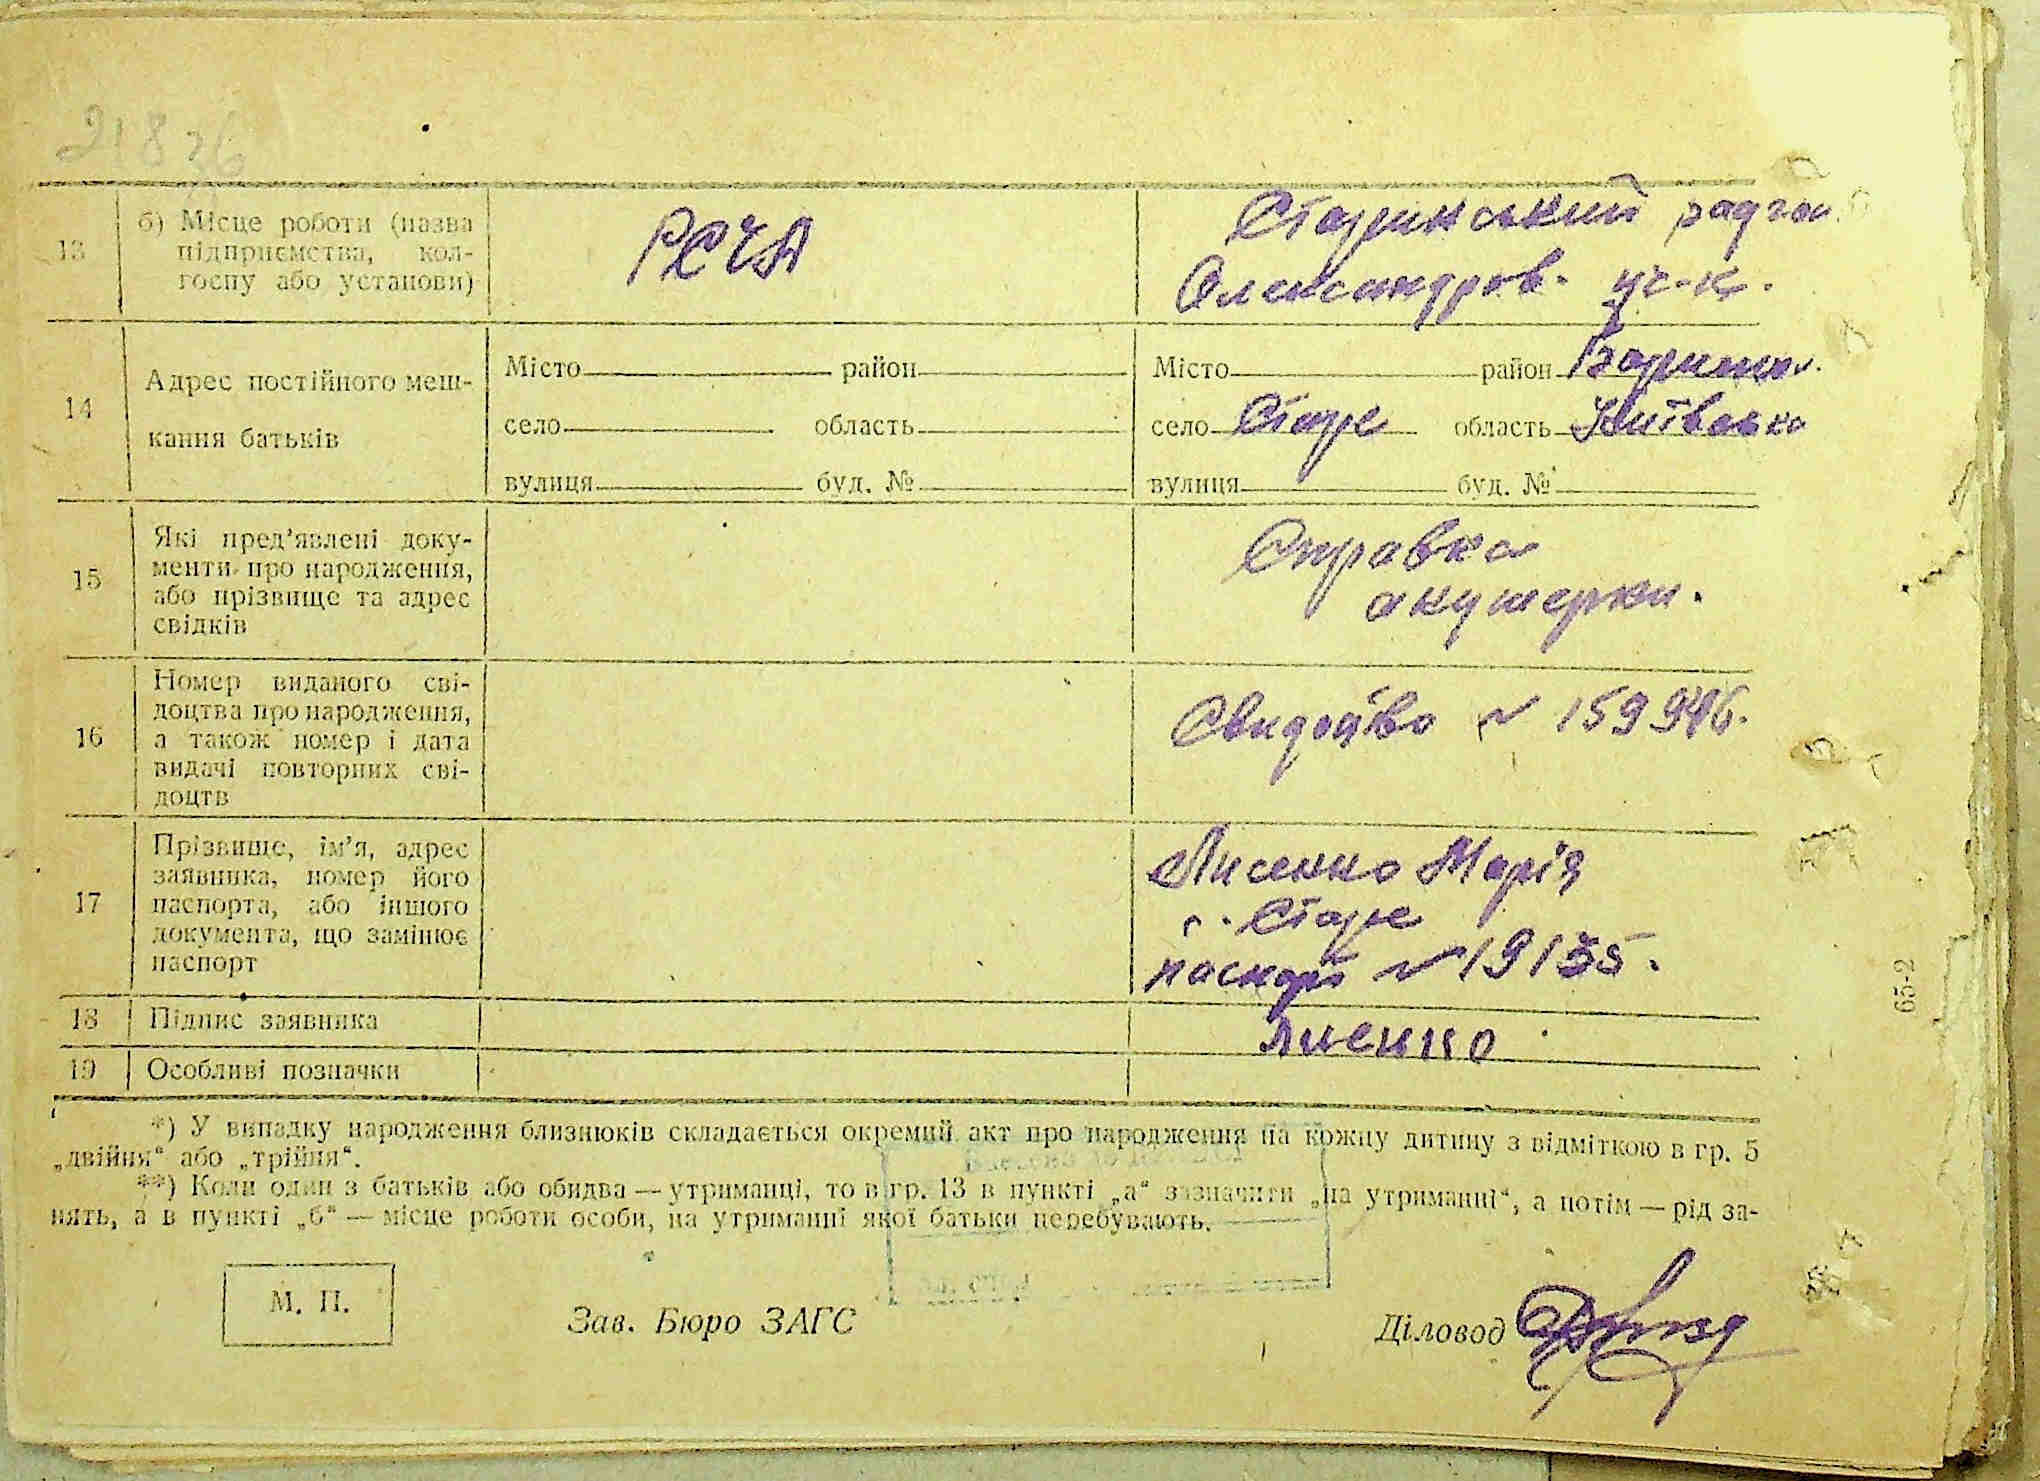 13 б) Місце роботи (назва
підприємства, кол-
госпу або установи)
РСЧА
Старинський радгос.
Олександров. уч-к.
14 Адрес постійного меш-
кання батьків
Місто район
село область
вулиця буд. №
Місто район Баришів.
село Старе область Київська
вулиця буд. №
15 Які пред’явлені доку-
менти про народження,
або прізвище та адрес
свідків
Справка
акушерки.
16 Номер виданого сві-
доцтва про народження,
а також номер і дата
видачі повторних сві-
доцтв
Свидоцтво № 159946.
17 Прізвище, ім’я, адрес
заявника, номер його
паспорта, або іншого
документа, що замінює
паспорт
Лисенко Марія
с. Старе
паспорт № 19135.
18 Підпис заявника
Лисенко
19 Особливі позначки
*) У випадку народження близнюків складається окремий акт про народження на кожну дитину з відміткою в гр. 5
„двійня“ або „трійня“.
**) Коли один з батьків або обидва — утриманці, то в гр. 13 в пункті „а“ зазначити „на утриманні“, а потім — рід за-
нять, а в пункті „б“ — місце роботи особи, на утриманні якої батьки перебувають.
М. П.
Зав. Бюро ЗАГС
Діловод
65-2